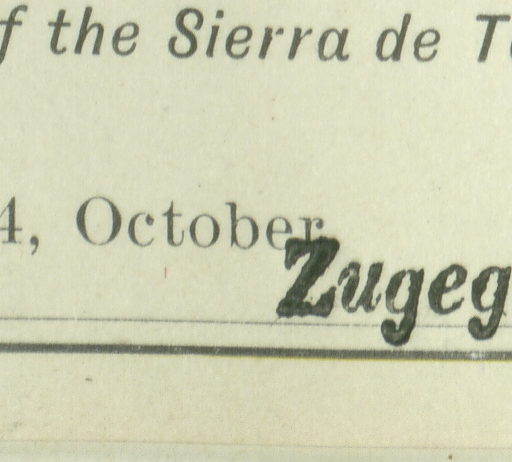 f the Sierra de T
4, October
Zugeg